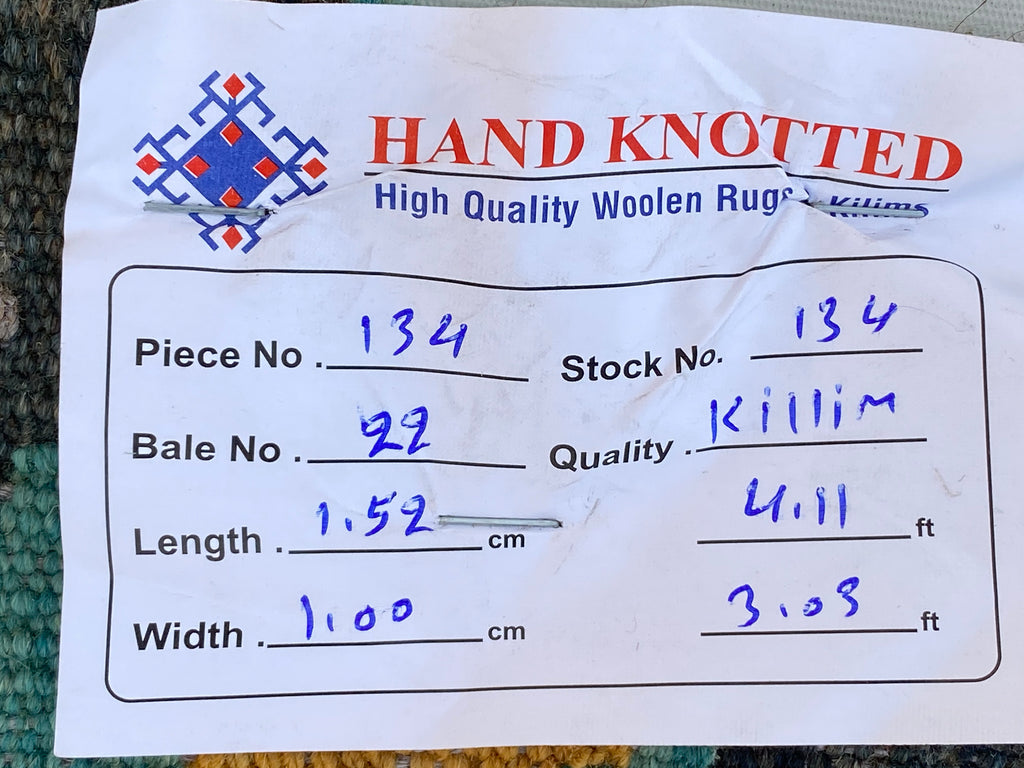 HAND KNOTTED
High Quality Woolen Rugs Kilims
Piece No . 134 Stock No. 134
Bale No . 22 Quality . Killim
Length . 1.52 cm 4.11 ft
Width . 1.00 cm 3.03 ft